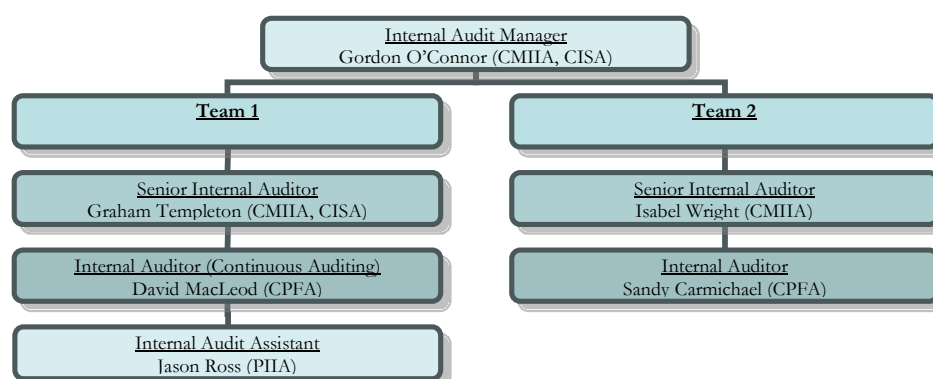 Internal Audit Manager
Gordon O’Connor (CMIIA, CISA)
Team 1
Senior Internal Auditor
Graham Templeton (CMIIA, CISA)
Internal Auditor (Continuous Auditing)
David MacLeod (CPFA)
Internal Audit Assistant
Jason Ross (PIIA)
Team 2
Senior Internal Auditor
Isabel Wright (CMIIA)
Internal Auditor
Sandy Carmichael (CPFA)